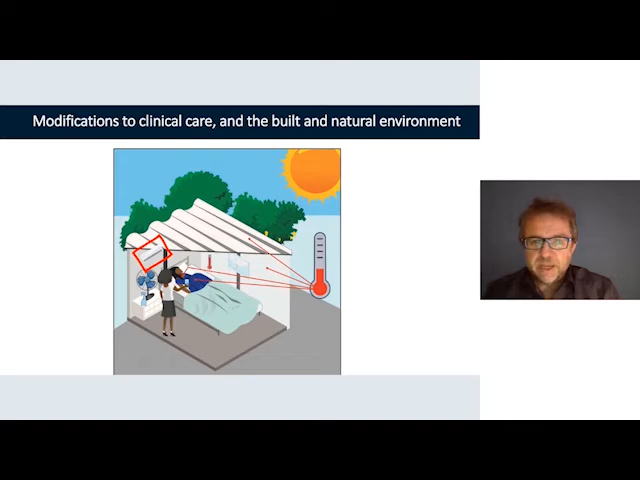 Modifications to clinical care, and the built and natural environment